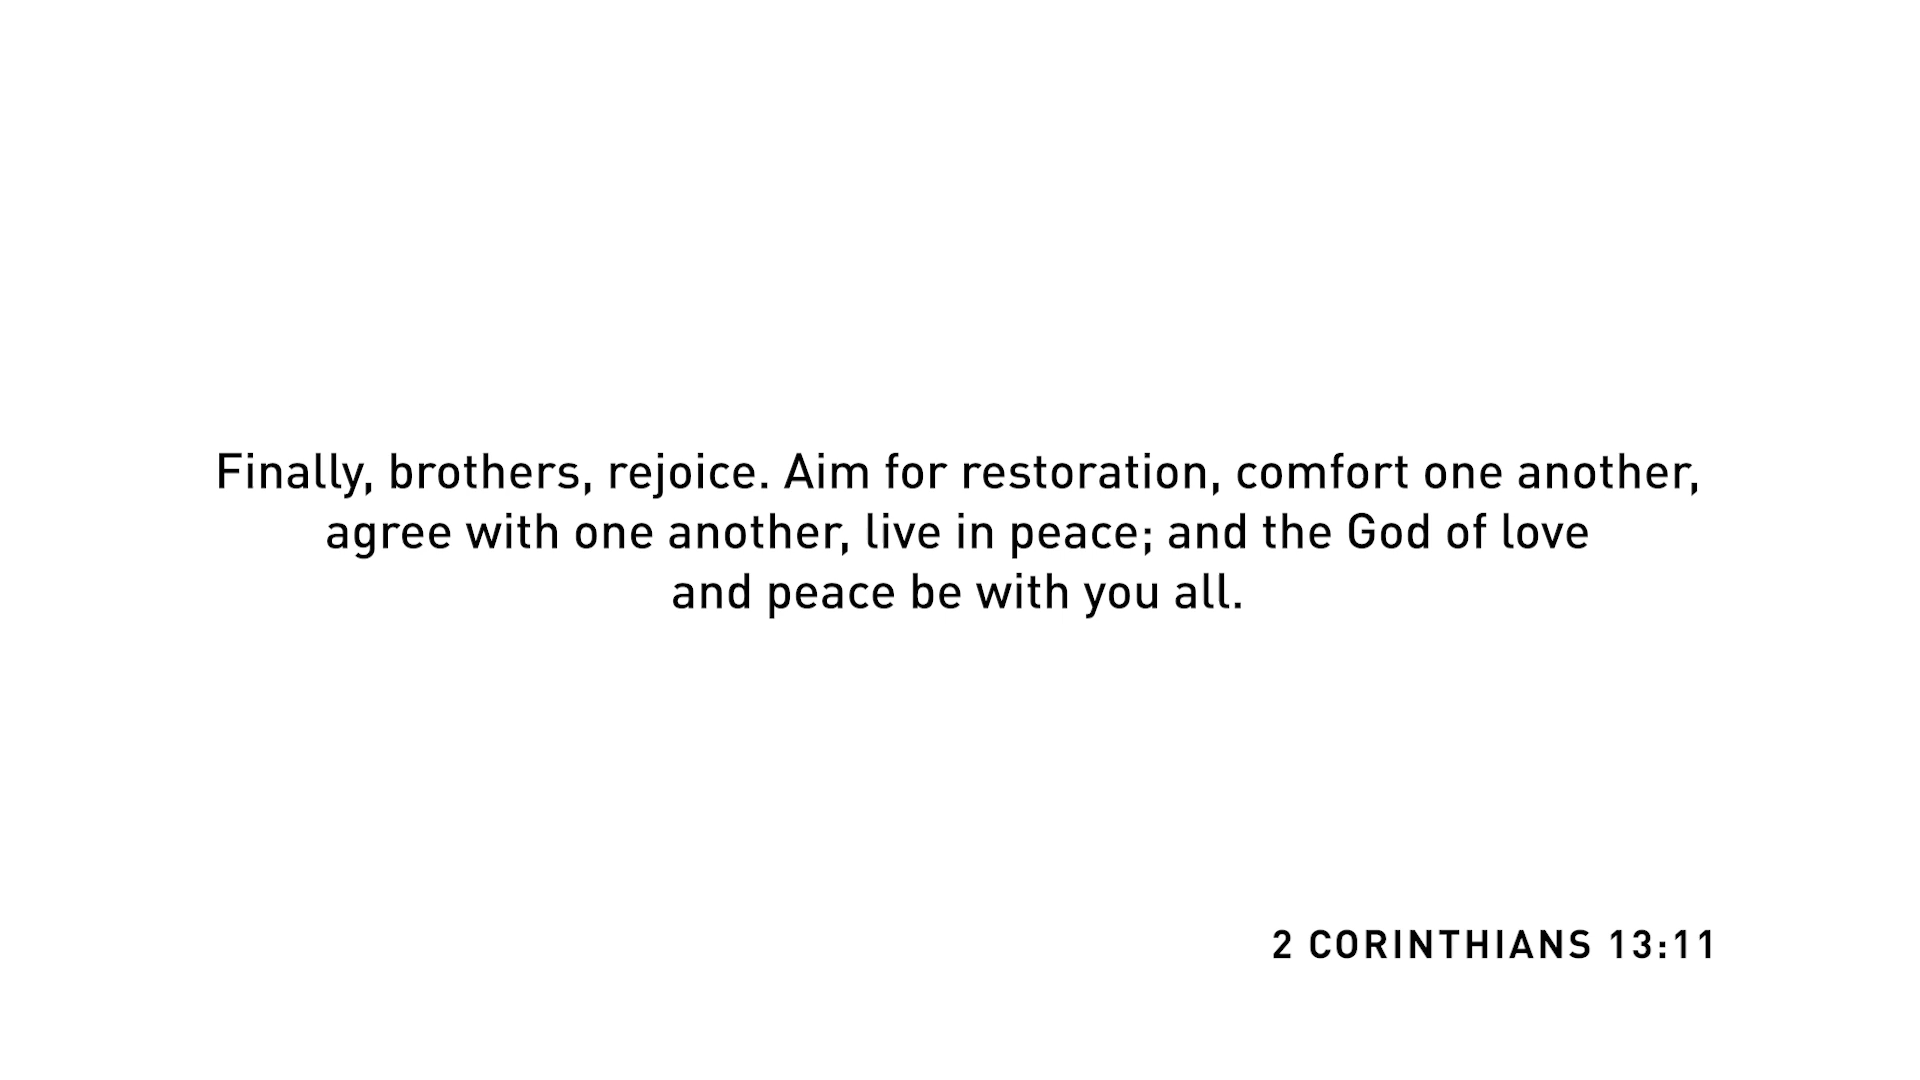 Finally, brothers, rejoice. Aim for restoration, comfort one another,
agree with one another, live in peace; and the God of love
and peace be with you all.
2 CORINTHIANS 13:11